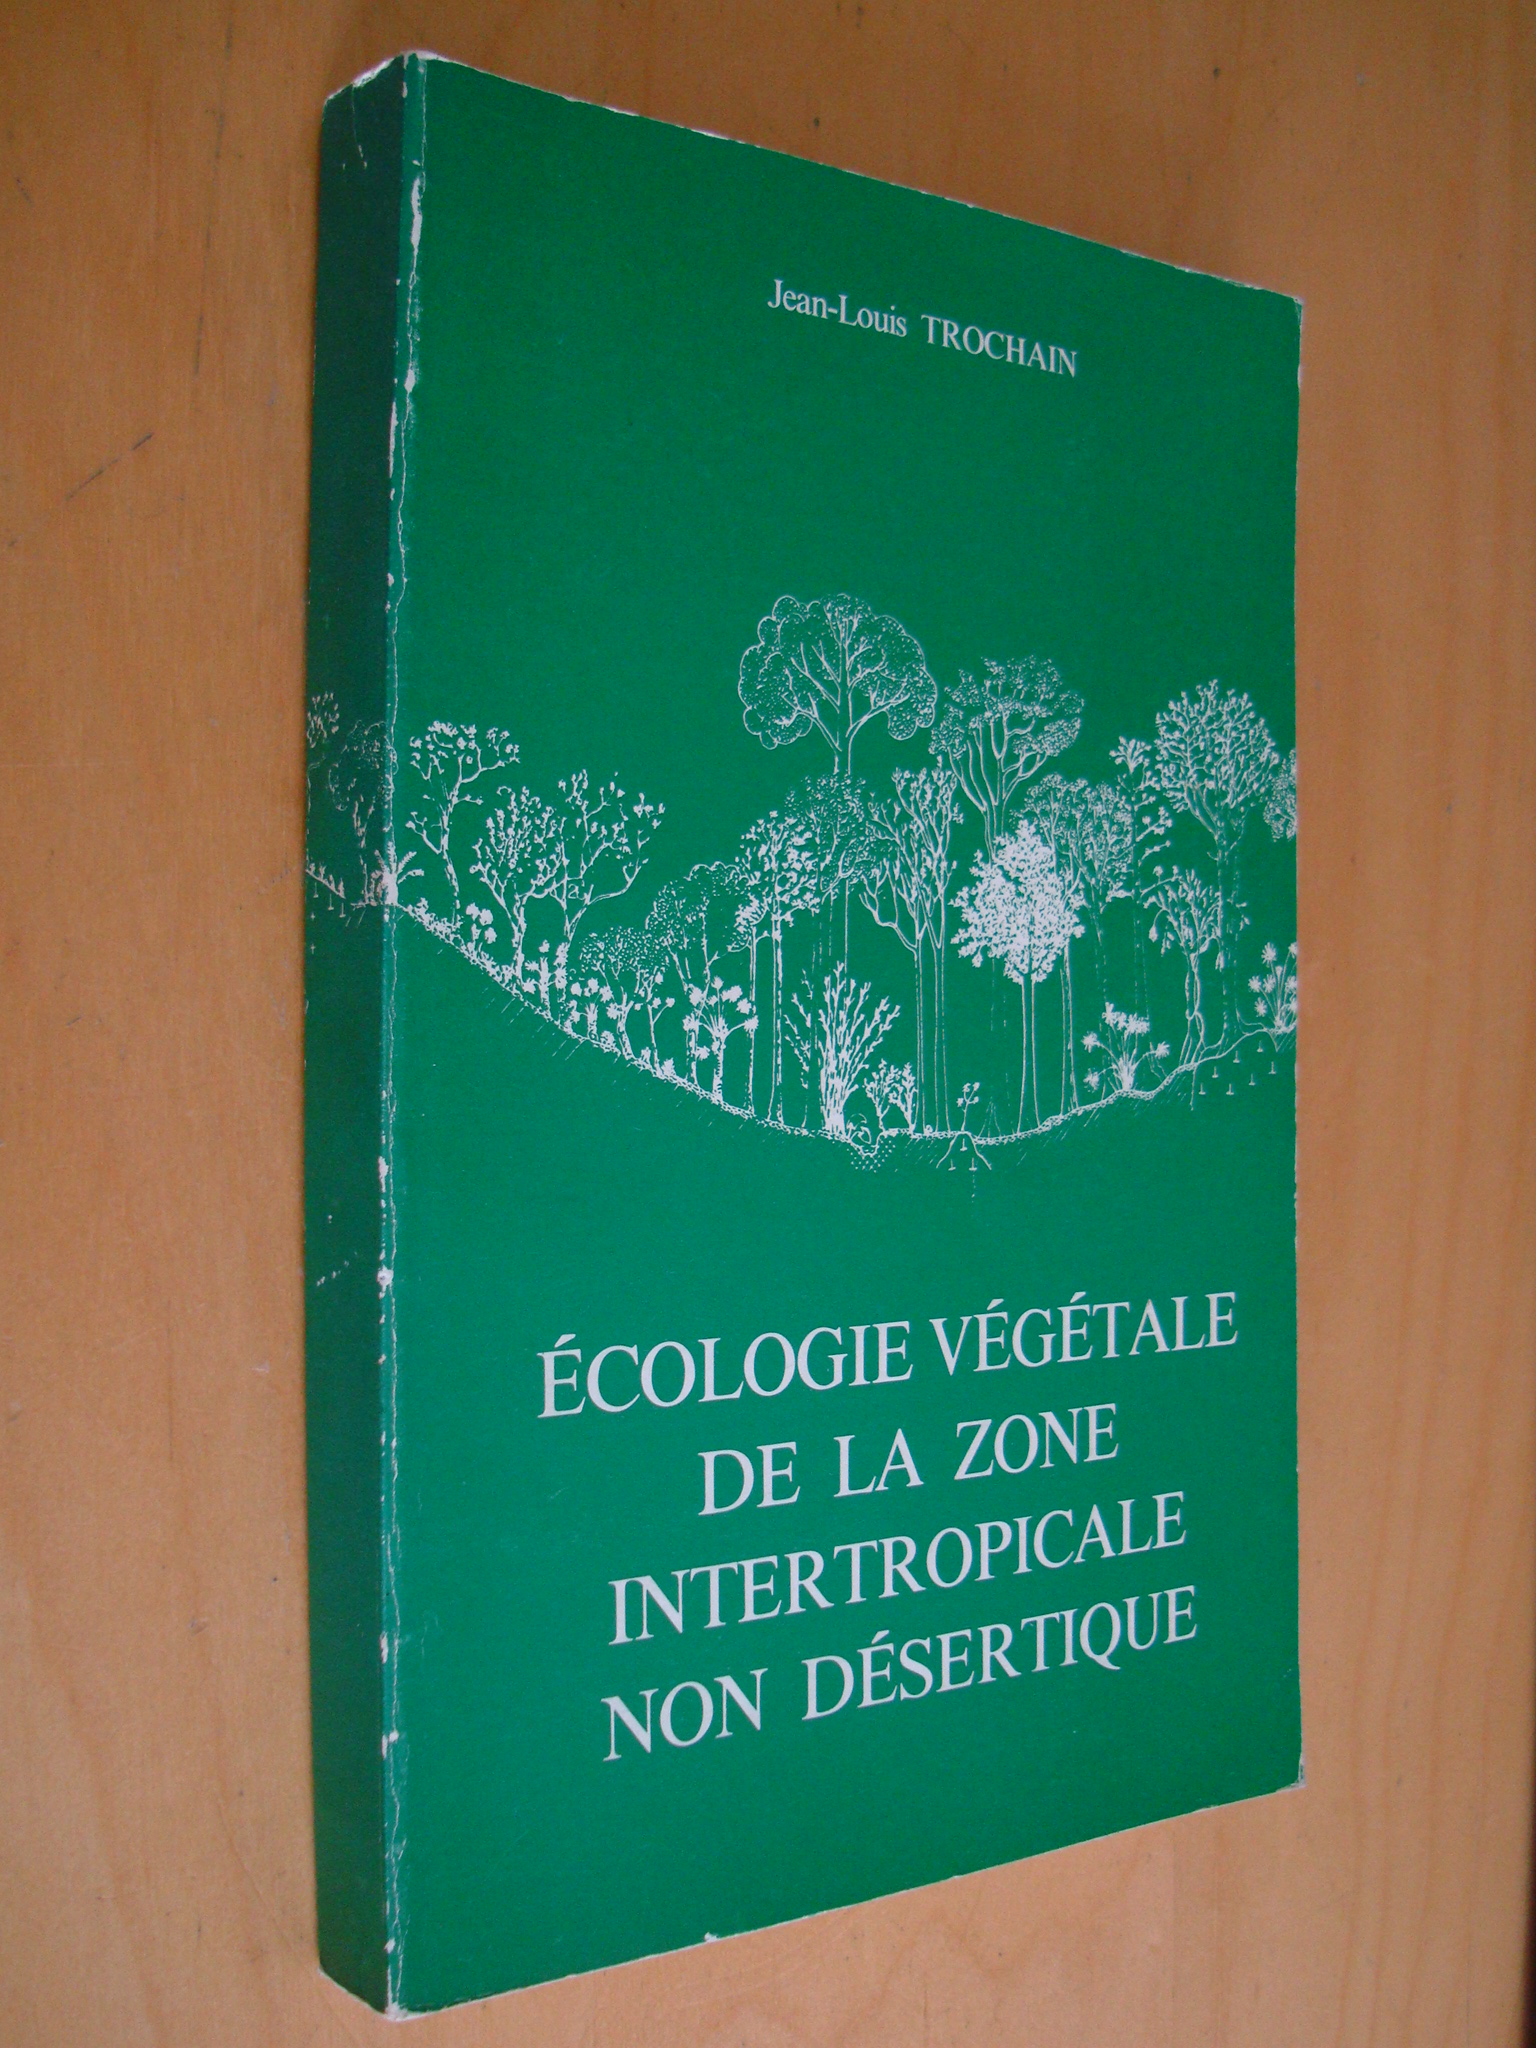 Jean-Louis TROCHAIN
ÉCOLOGIE VÉGÉTALE
DE LA ZONE
INTERTROPICALE
NON DÉSERTIQUE